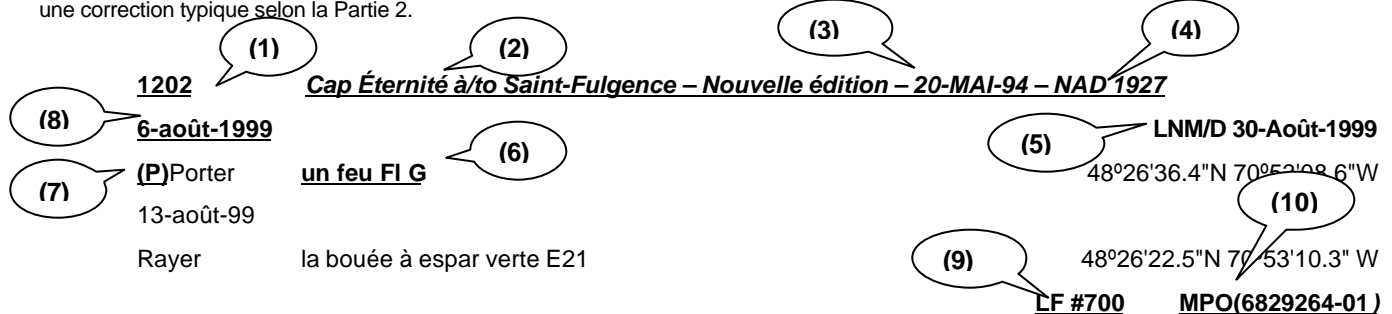 une correction typique selon la Partie 2.
(1) (2) (3) (4)
1202 Cap Éternité à/to Saint-Fulgence – Nouvelle édition – 20-MAI-94 – NAD 1927
(8) 6-août-1999 (5) LNM/D 30-Août-1999
(7) (P)Porter un feu Fl G (6) 48º26'36.4"N 70º53'08.6"W
13-août-99 (10)
Rayer la bouée à espar verte E21 (9) 48º26'22.5"N 70º53'10.3" W
LF #700 MPO(6829264-01)